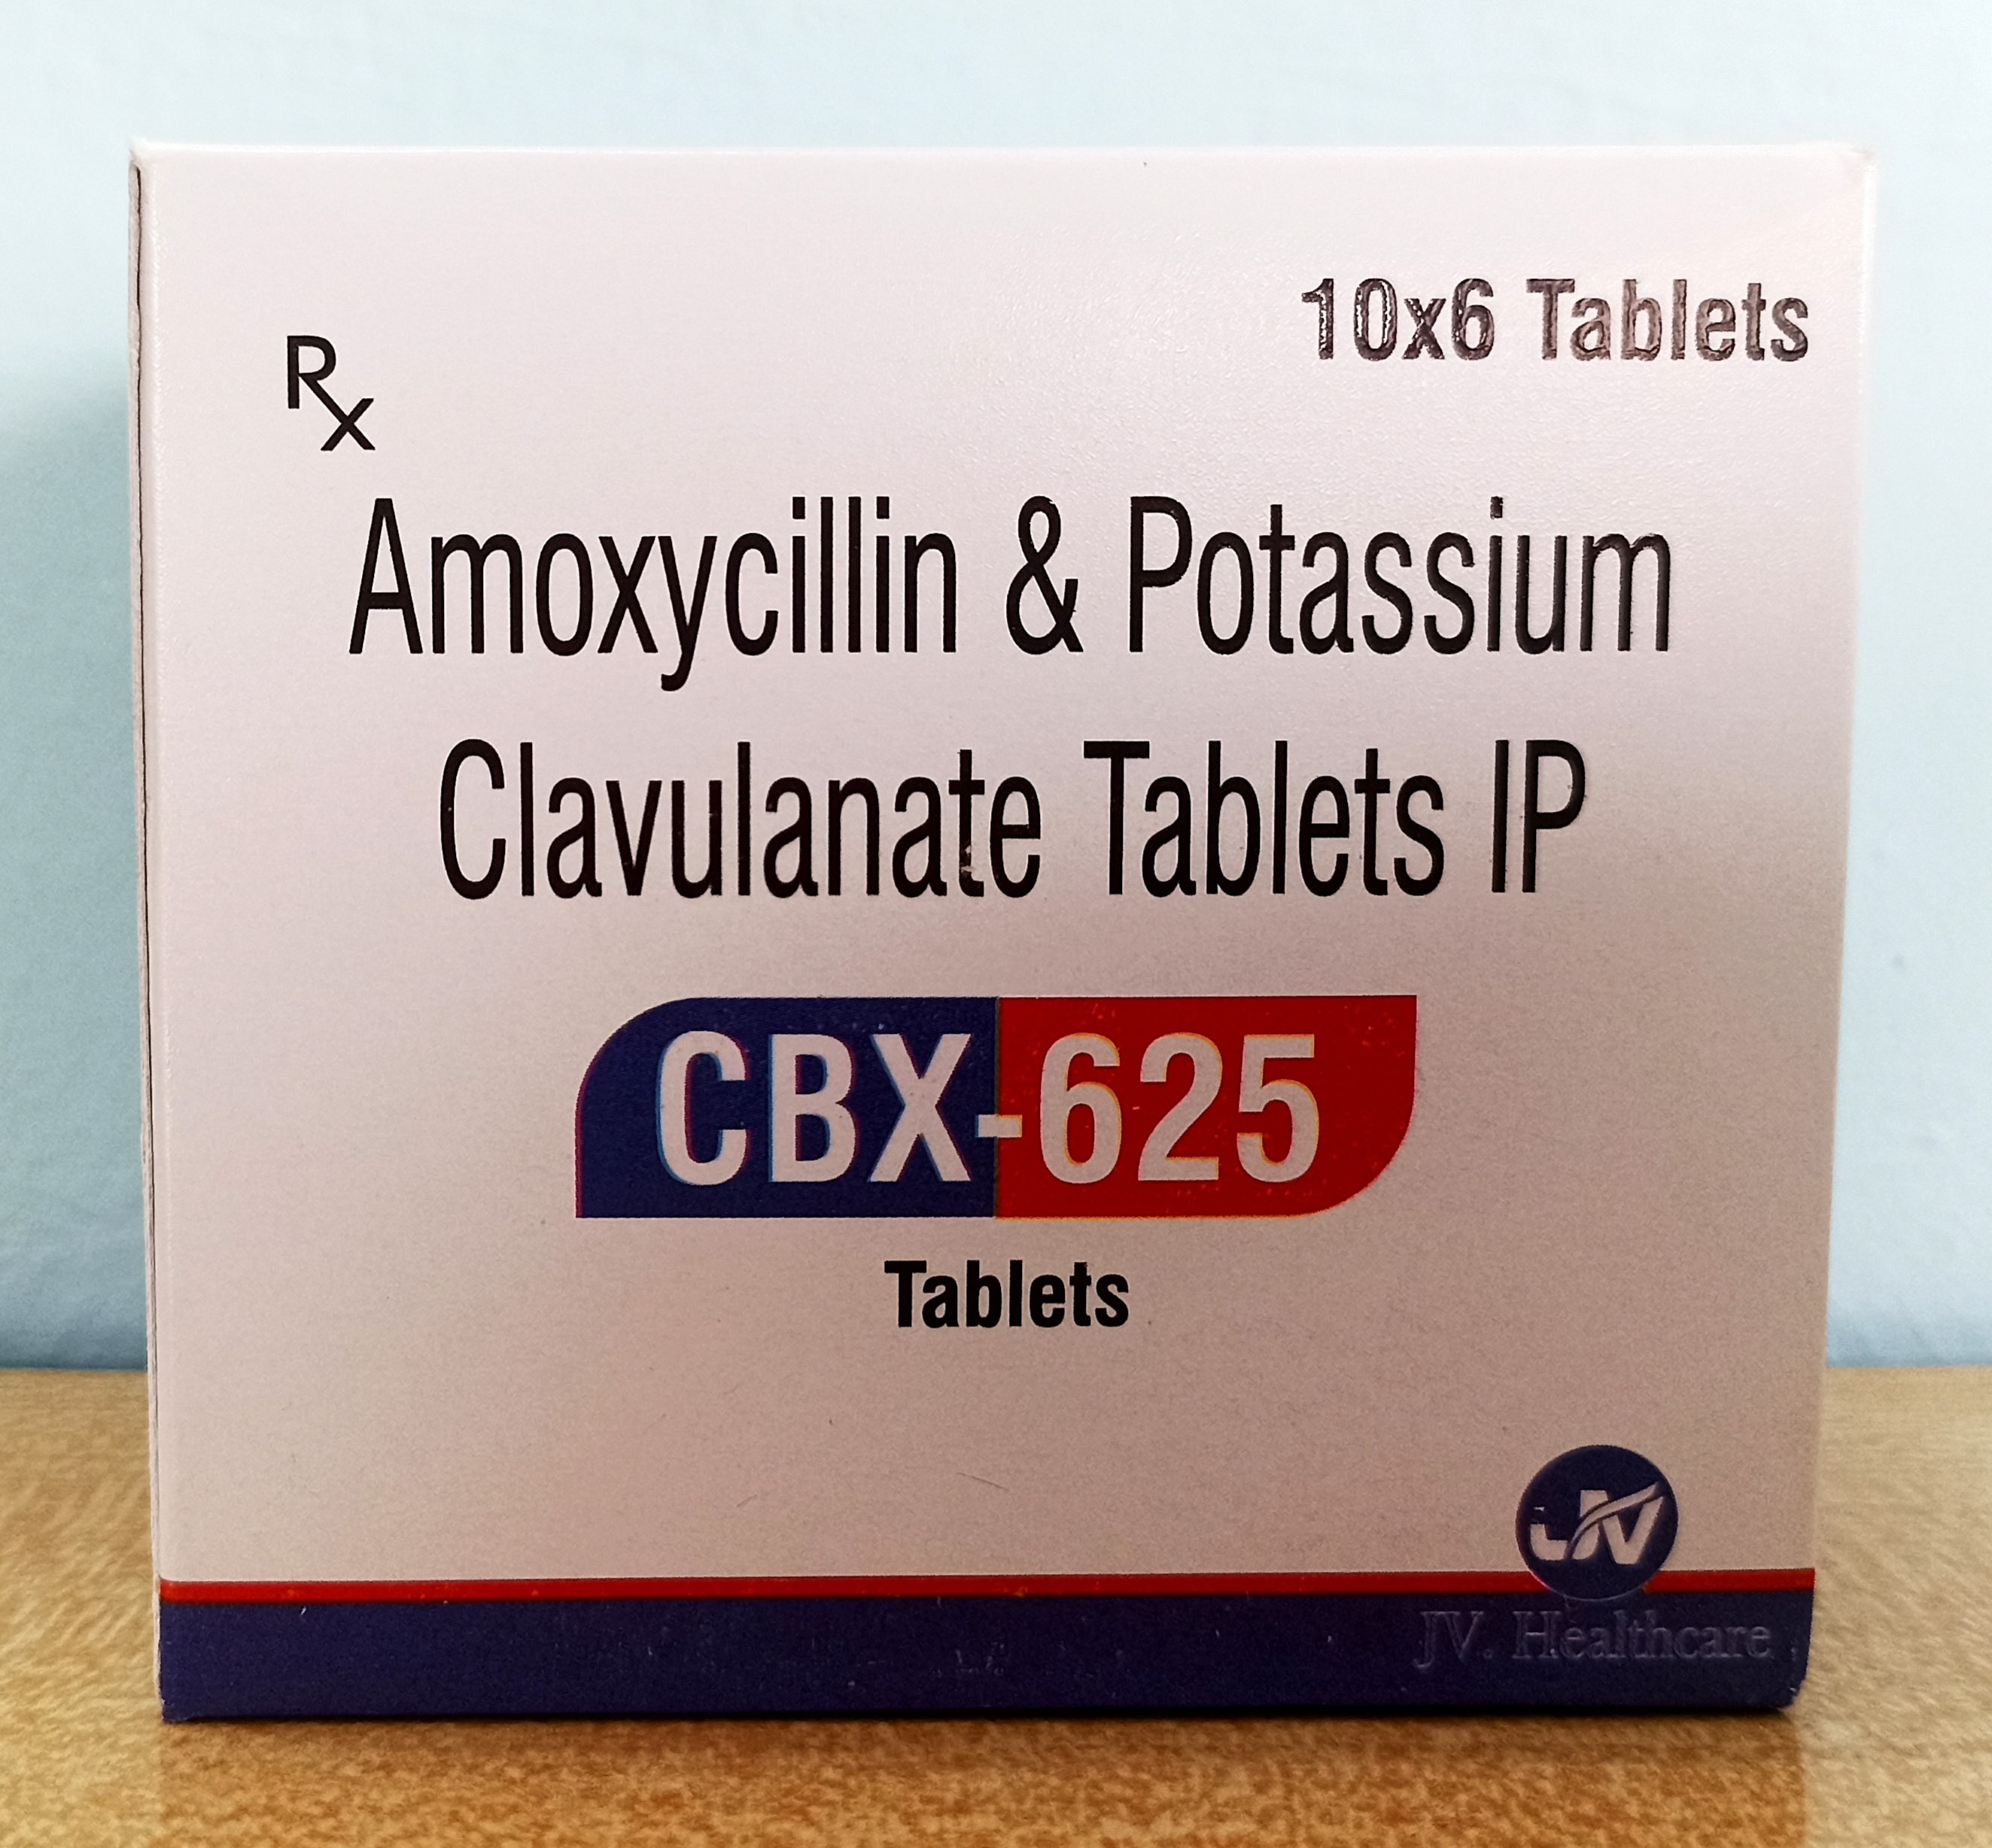 10x6 Tablets
Rx
Amoxycillin & Potassium
Clavulanate Tablets IP
CBX-625
Tablets
JV
JV. Healthcare